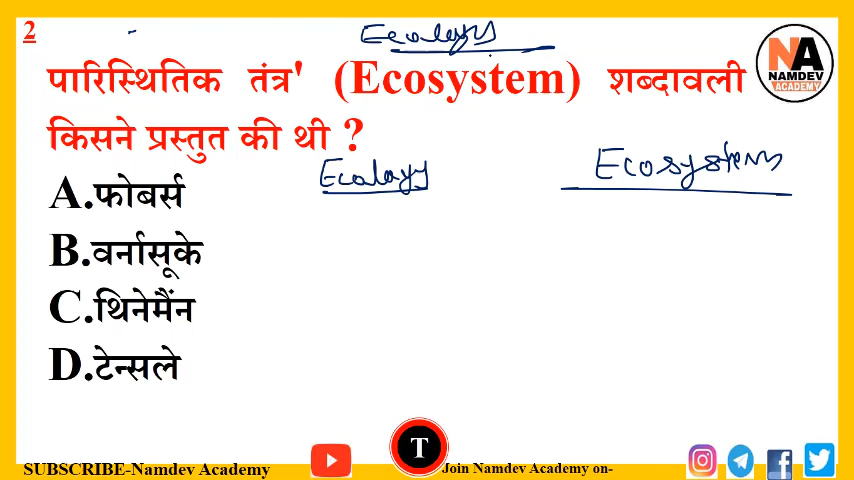 2
Ecology
पारिस्थितिक तंत्र' (Ecosystem) शब्दावली
किसने प्रस्तुत की थी ?
Ecology
Ecosystem
A.फोबर्स
B.वर्नासूके
C.थिनेमैंन
D.टेन्सले
NA
NAMDEV
ACADEMY
SUBSCRIBE-Namdev Academy
T
Join Namdev Academy on-